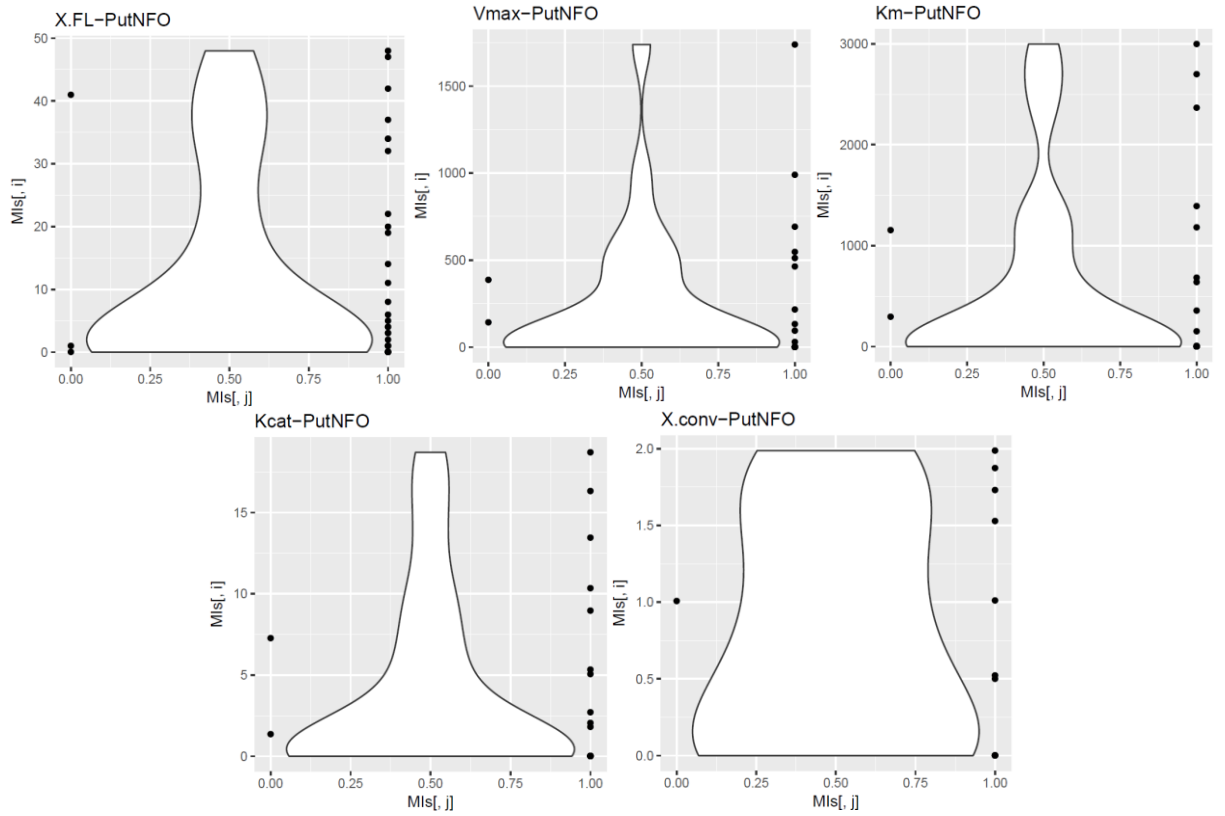 X.FL−PutNFO
50
40
30
20
10
0
MIs[, i]
0.00 0.25 0.50 0.75 1.00
MIs[, j]
Vmax−PutNFO
1500
1000
500
0
MIs[, i]
0.00 0.25 0.50 0.75 1.00
MIs[, j]
Km−PutNFO
3000
2000
1000
0
MIs[, i]
0.00 0.25 0.50 0.75 1.00
MIs[, j]
Kcat−PutNFO
15
10
5
0
MIs[, i]
0.00 0.25 0.50 0.75 1.00
MIs[, j]
X.conv−PutNFO
2.0
1.5
1.0
0.5
0.0
MIs[, i]
0.00 0.25 0.50 0.75 1.00
MIs[, j]